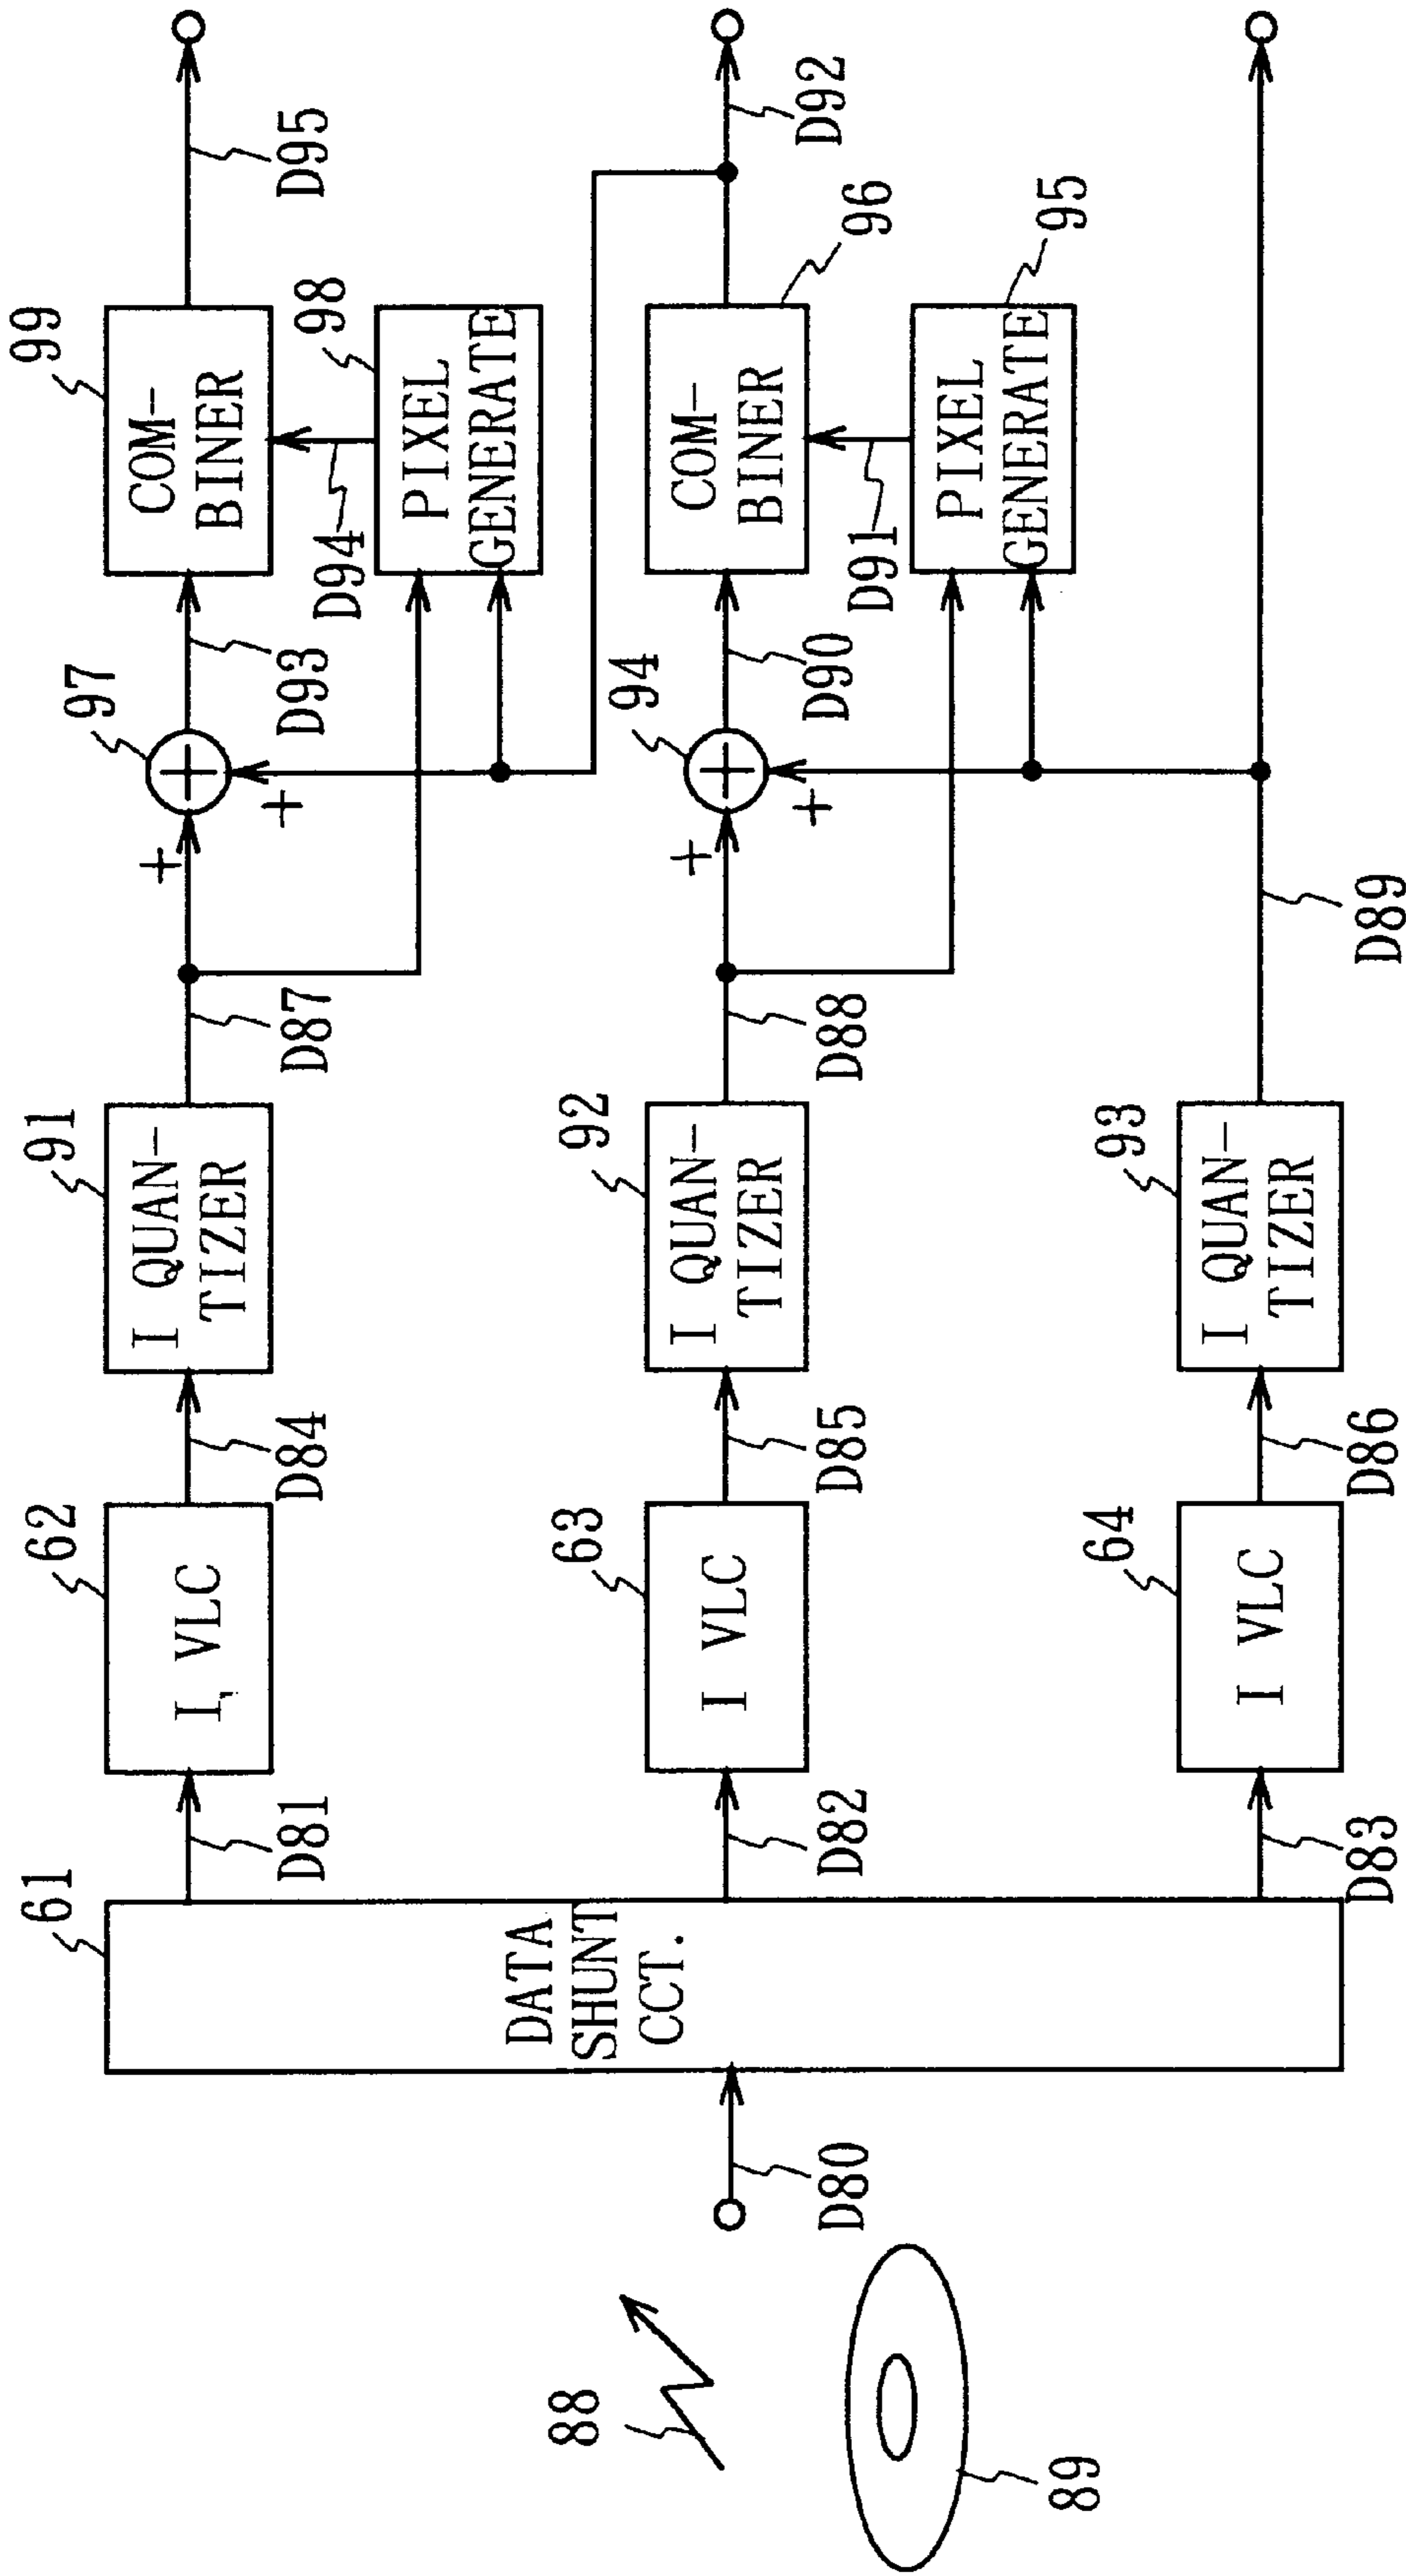 61
DATA
SHUNT
CCT.
88
89
D80
D81
62
I VLC
D84
91
I QUAN-
TIZER
D87
+
97
+
D93
99
COM-
BINER
D95
D94
98
PIXEL
GENERATE
D82
63
I VLC
D85
92
I QUAN-
TIZER
D88
+
94
+
D90
COM-
BINER
96
D92
D91
PIXEL
GENERATE
95
D83
64
I VLC
D86
93
I QUAN-
TIZER
D89